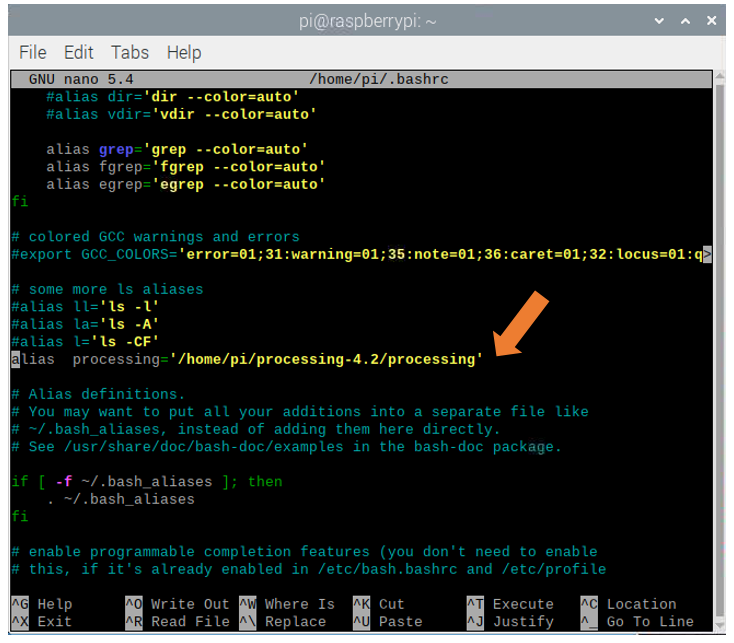 pi@raspberrypi: ~
File Edit Tabs Help
GNU nano 5.4 /home/pi/.bashrc
#alias dir='dir --color=auto'
#alias vdir='vdir --color=auto'
alias grep='grep --color=auto'
alias fgrep='fgrep --color=auto'
alias egrep='egrep --color=auto'
fi
# colored GCC warnings and errors
#export GCC_COLORS='error=01;31:warning=01;35:note=01;36:caret=01;32:locus=01:q>
# some more ls aliases
#alias ll='ls -l'
#alias la='ls -A'
#alias l='ls -CF'
alias  processing='/home/pi/processing-4.2/processing'
# Alias definitions.
# You may want to put all your additions into a separate file like
# ~/.bash_aliases, instead of adding them here directly.
# See /usr/share/doc/bash-doc/examples in the bash-doc package.
if [ -f ~/.bash_aliases ]; then
. ~/.bash_aliases
fi
# enable programmable completion features (you don't need to enable
# this, if it's already enabled in /etc/bash.bashrc and /etc/profile
^G Help ^O Write Out ^W Where Is ^K Cut ^T Execute ^C Location
^X Exit ^R Read File ^\ Replace ^U Paste ^J Justify ^_ Go To Line